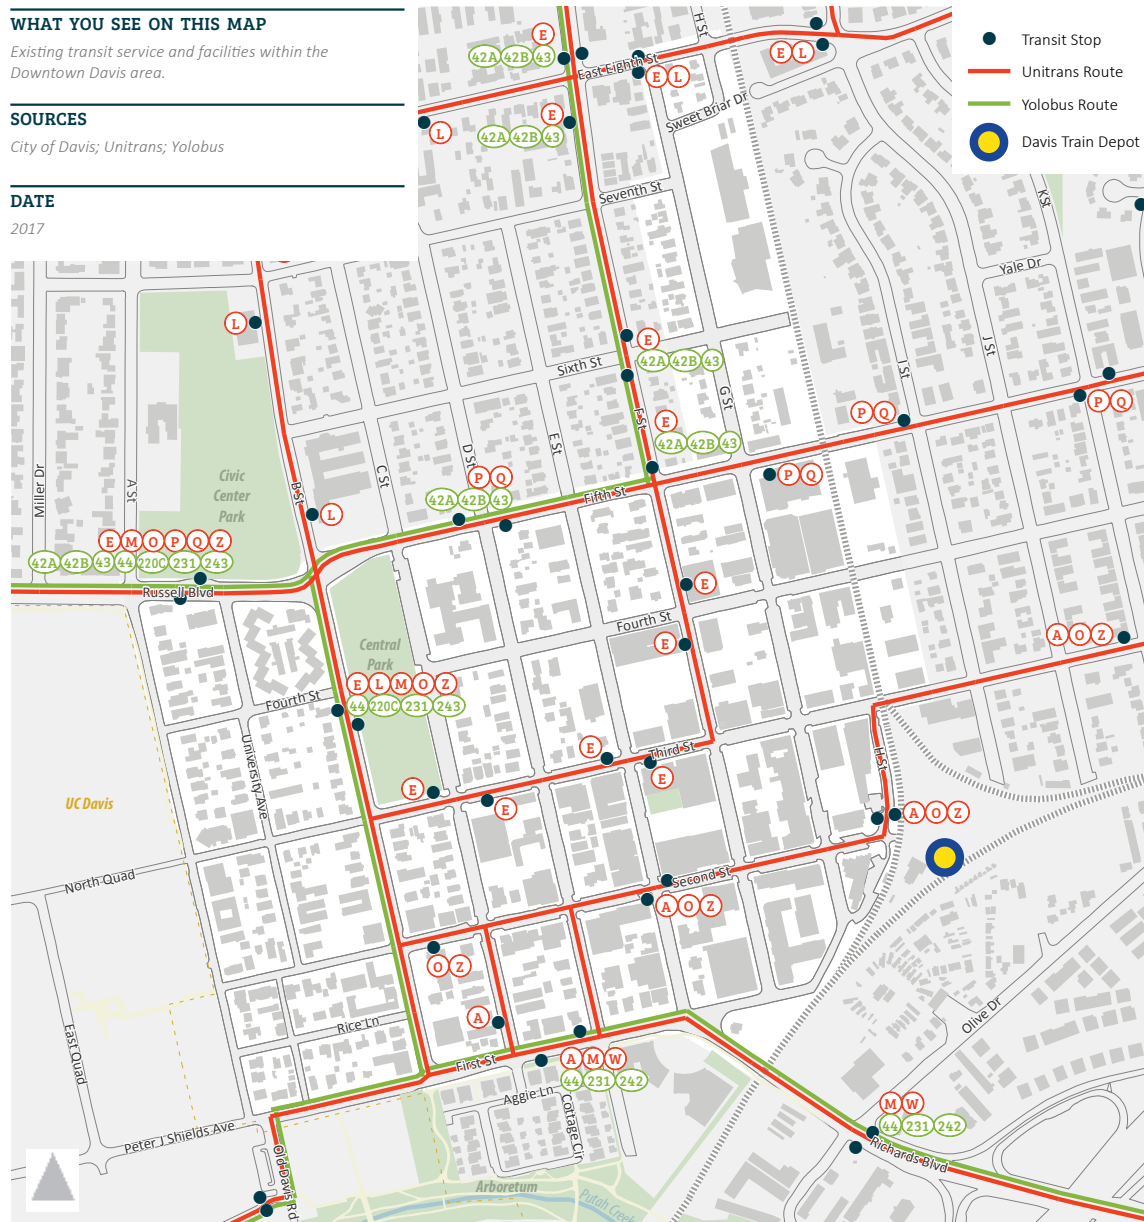 WHAT YOU SEE ON THIS MAP
Existing transit service and facilities within the
Downtown Davis area.
SOURCES
City of Davis; Unitrans; Yolobus
DATE
2017
Transit Stop
Unitrans Route
Yolobus Route
Davis Train Depot
E
42A 42B 43
H St
East Eighth St
E L
E L
Sweet Briar Dr
L
E
42A 42B 43
Seventh St
K St
Yale Dr
L
E
42A 42B 43
Sixth St
J St
I St
G St
F St
P Q
P Q
E
42A 42B 43
Miller Dr
A St
Civic
Center
Park
B St
C St
D St
E St
P Q
42A 42B 43
Fifth St
P Q
L
E M O P Q Z
42A 42B 43 44 220C 231 243
Russell Blvd
E
Fourth St
E
A O Z
Central
Park
E L M O Z
44 220C 231 243
Fourth St
University Ave
Third St
E
E
H St
UC Davis
E
E
A O Z
North Quad
Second St
A O Z
O Z
A
Rice Ln
East Quad
Olive Dr
First St
A M W
44 231 242
Aggie Ln
Cottage Cir
M W
44 231 242
Peter J Shields Ave
Richards Blvd
Old Davis Rd
Arboretum
Putah Creek